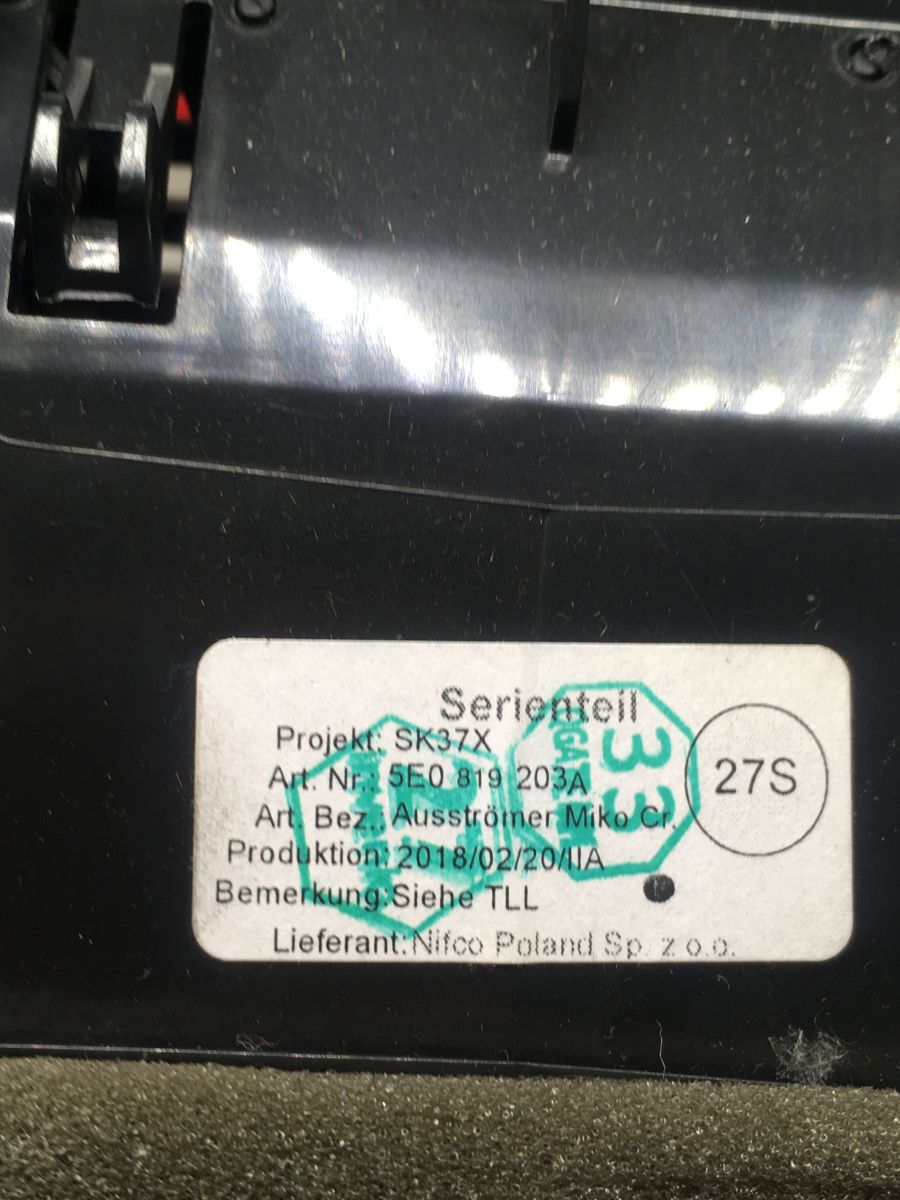 Serienteil
Projekt: SK37X
Art. Nr.: 5E0 819 203A
27S
Art. Bez.: Ausströmer Miko Cr.
Produktion: 2018/02/20/IIA
Bemerkung: Siehe TLL
Lieferant: Nifco Poland Sp. z o.o.
33